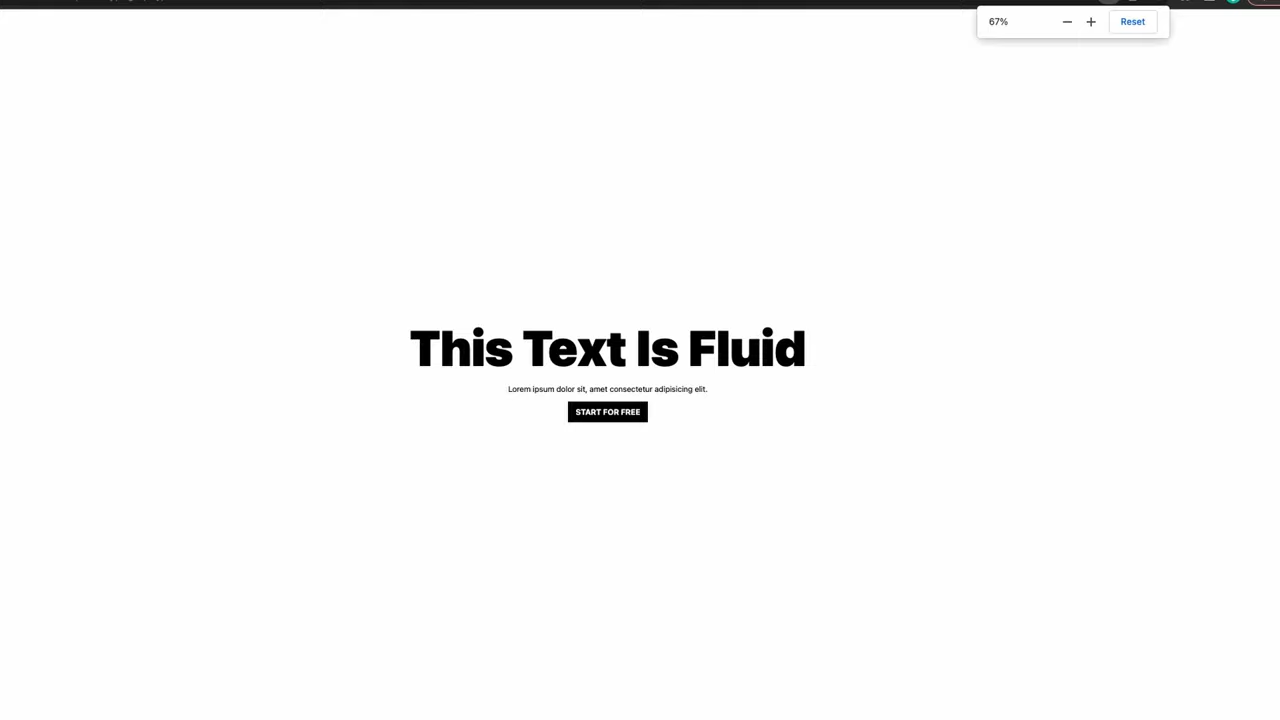 67%
Reset
This Text Is Fluid
Lorem ipsum dolor sit, amet consectetur adipisicing elit.
START FOR FREE